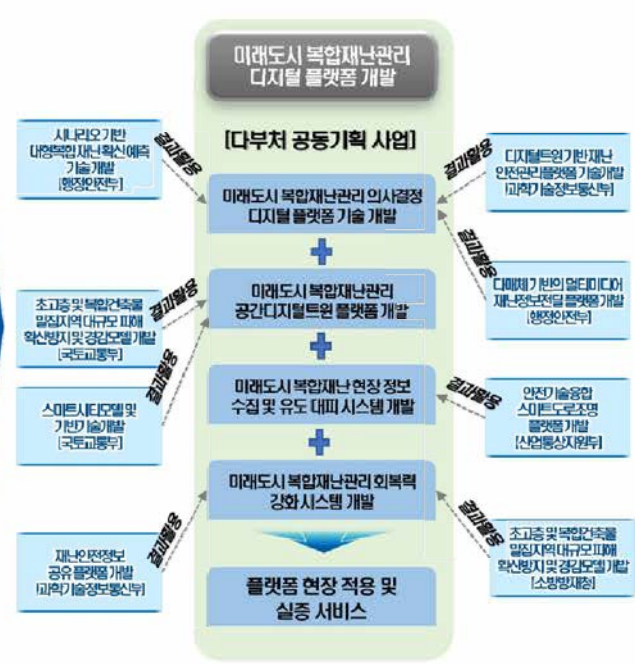 미래도시 복합재난관리
디지털 플랫폼 개발
[다부처 공동기획 사업]
시나리오 기반
대형복합 재난 확산 예측
기술 개발
[행정안전부]
결과활용
디지털트윈 기반 재난
안전관리플랫폼 기술개발
[과학기술정보통신부]
결과활용
미래도시 복합재난관리 의사결정
디지털 플랫폼 기술 개발
다매체 기반의 멀티미디어
재난정보전달 플랫폼 개발
[행정안전부]
결과활용
+
초고층 및 복합건축물
밀집지역 대규모 피해
확산방지 및 경감모델 개발
[국토교통부]
결과활용
미래도시 복합재난관리
공간디지털트윈 플랫폼 개발
+
스마트시티모델 및
기반기술개발
[국토교통부]
결과활용
미래도시 복합재난 현장 정보
수집 및 유도 대피 시스템 개발
결과활용
안전기술융합
스마트도로조명
플랫폼 개발
[산업통상자원부]
+
미래도시 복합재난관리 회복력
강화 시스템 개발
재난안전정보
공유 플랫폼 개발
[과학기술정보통신부]
결과활용
결과활용
초고층 및 복합건축물
밀집지역 대규모 피해
확산방지 및 경감모델 개발
[소방방재청]
플랫폼 현장 적용 및
실증 서비스